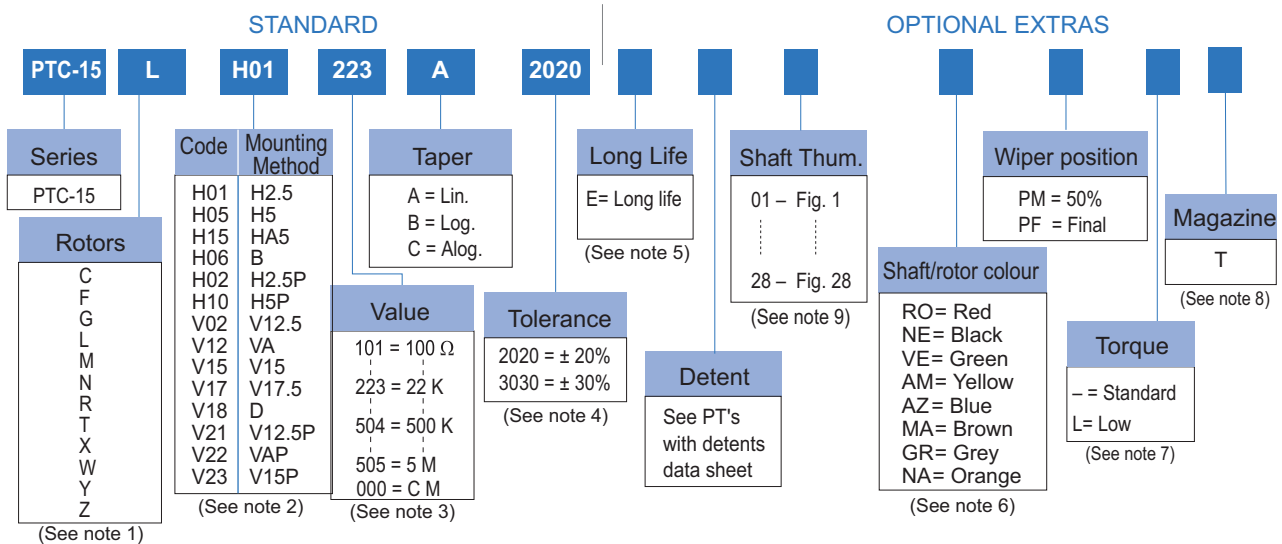 STANDARD
OPTIONAL EXTRAS
PTC-15 L H01 223 A 2020
Series
PTC-15
Rotors
C
F
G
L
M
N
R
T
X
W
Y
Z
(See note 1)
Code Mounting Method
H01 H2.5
H05 H5
H15 HA5
H06 B
H02 H2.5P
H10 H5P
V02 V12.5
V12 VA
V15 V15
V17 V17.5
V18 D
V21 V12.5P
V22 VAP
V23 V15P
(See note 2)
Taper
A = Lin.
B = Log.
C = Alog.
Value
101 = 100 Ω
223 = 22 K
504 = 500 K
505 = 5 M
000 = C M
(See note 3)
Tolerance
2020 = ± 20%
3030 = ± 30%
(See note 4)
Long Life
E= Long life
(See note 5)
Detent
See PT's
with detents
data sheet
Shaft Thum.
01 – Fig. 1
28 – Fig. 28
(See note 9)
Shaft/rotor colour
RO= Red
NE= Black
VE= Green
AM= Yellow
AZ= Blue
MA= Brown
GR= Grey
NA= Orange
(See note 6)
Wiper position
PM = 50%
PF = Final
Torque
– = Standard
L= Low
(See note 7)
Magazine
T
(See note 8)